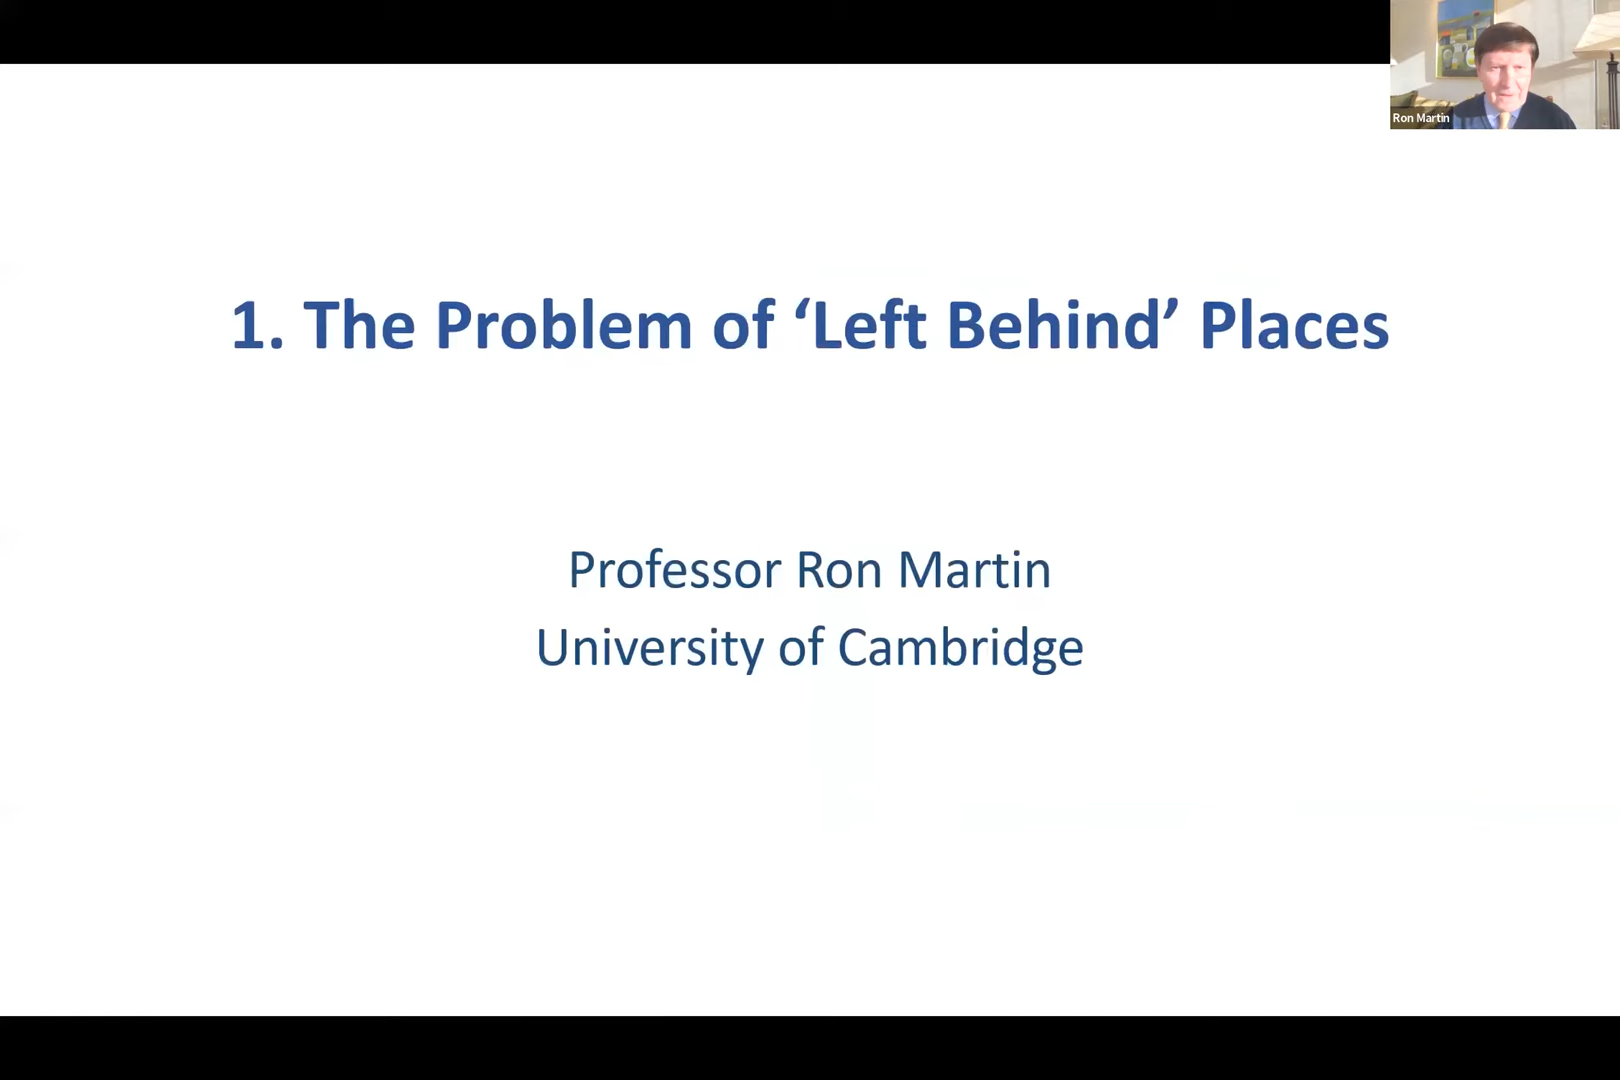 Ron Martin
1. The Problem of ‘Left Behind’ Places
Professor Ron Martin
University of Cambridge